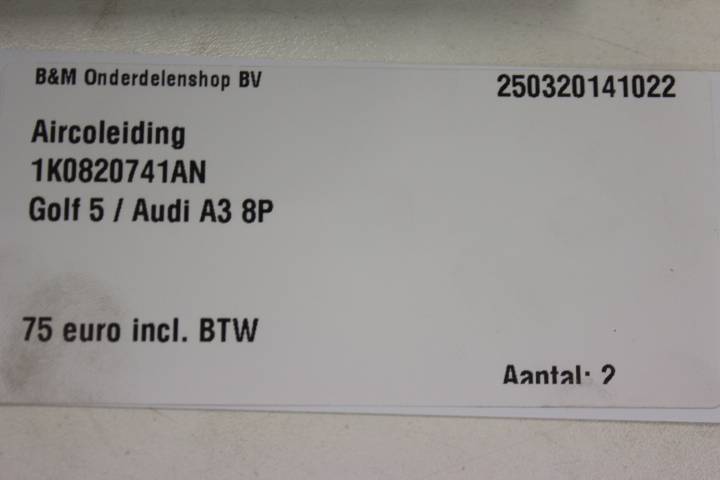 B&M Onderdelenshop BV
250320141022
Aircoleiding
1K0820741AN
Golf 5 / Audi A3 8P
75 euro incl. BTW
Aantal: 2